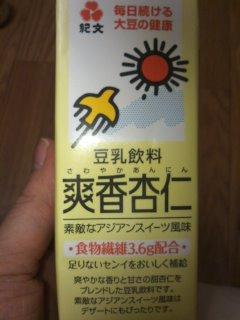 毎日続ける
大豆の健康
紀文
豆乳飲料
さわやかあんにん
爽香杏仁
素敵なアジアンスイーツ風味
・食物繊維3.6g配合・
足りないセンイをおいしく補給
爽やかな香りと甘さの甜杏仁を
ブレンドした豆乳飲料です。
素敵なアジアンスイーツ風味は
デザートにもぴったりです。